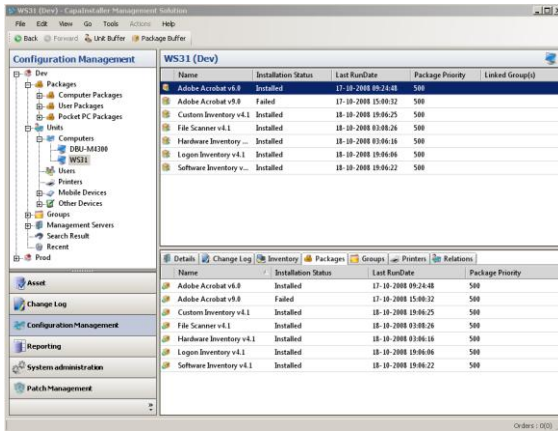 WS31 (Dev) - CapaInstaller Management Solution
File Edit View Go Tools Actions Help
Back Forward Unit Buffer Package Buffer
Configuration Management
Dev
Packages
Computer Packages
User Packages
Pocket PC Packages
Units
Computers
DBU-M4300
WS31
Users
Printers
Mobile Devices
Other Devices
Groups
Management Servers
Search Result
Recent
Prod
Asset
Change Log
Configuration Management
Reporting
System administration
Patch Management
WS31 (Dev)
Name Installation Status Last RunDate Package Priority Linked Group(s)
Adobe Acrobat v6.0 Installed 17-10-2008 09:24:48 500
Adobe Acrobat v9.0 Failed 17-10-2008 15:00:32 500
Custom Inventory v4.1 Installed 18-10-2008 19:06:25 500
File Scanner v4.1 Installed 18-10-2008 03:08:26 500
Hardware Inventory ... Installed 18-10-2008 03:06:16 500
Logon Inventory v4.1 Installed 18-10-2008 19:06:06 500
Software Inventory v... Installed 18-10-2008 19:06:22 500
Details Change Log Inventory Packages Groups Printers Relations
Name Installation Status Last RunDate Package Priority
Adobe Acrobat v6.0 Installed 17-10-2008 09:24:48 500
Adobe Acrobat v9.0 Failed 17-10-2008 15:00:32 500
Custom Inventory v4.1 Installed 18-10-2008 19:06:25 500
File Scanner v4.1 Installed 18-10-2008 03:08:26 500
Hardware Inventory v4.1 Installed 18-10-2008 03:06:16 500
Logon Inventory v4.1 Installed 18-10-2008 19:06:06 500
Software Inventory v4.1 Installed 18-10-2008 19:06:22 500
Orders : 0(0)